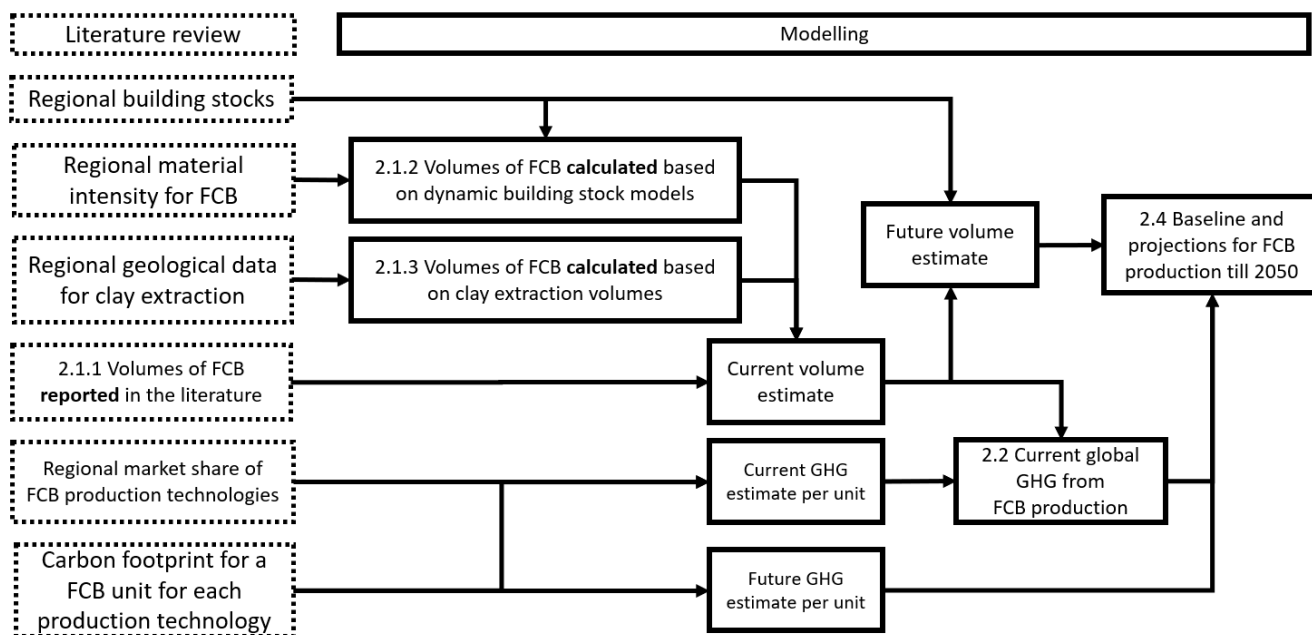 Literature review
Modelling
Regional building stocks
Regional material
intensity for FCB
2.1.2 Volumes of FCB calculated based
on dynamic building stock models
Regional geological data
for clay extraction
2.1.3 Volumes of FCB calculated based
on clay extraction volumes
Future volume
estimate
2.4 Baseline and
projections for FCB
production till 2050
2.1.1 Volumes of FCB
reported in the literature
Current volume
estimate
Regional market share of
FCB production technologies
Current GHG
estimate per unit
2.2 Current global
GHG from
FCB production
Carbon footprint for a
FCB unit for each
production technology
Future GHG
estimate per unit